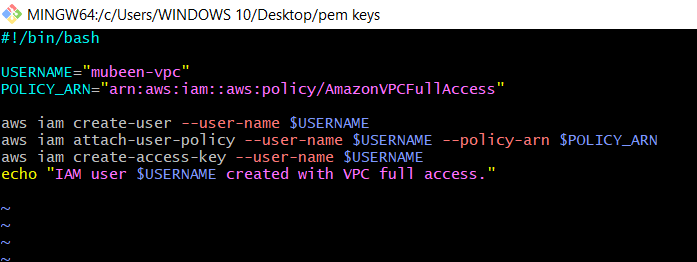 MINGW64:/c/Users/WINDOWS 10/Desktop/pem keys
#!/bin/bash
USERNAME="mubeen-vpc"
POLICY_ARN="arn:aws:iam::aws:policy/AmazonVPCFullAccess"
aws iam create-user --user-name $USERNAME
aws iam attach-user-policy --user-name $USERNAME --policy-arn $POLICY_ARN
aws iam create-access-key --user-name $USERNAME
echo "IAM user $USERNAME created with VPC full access."
~
~
~
~